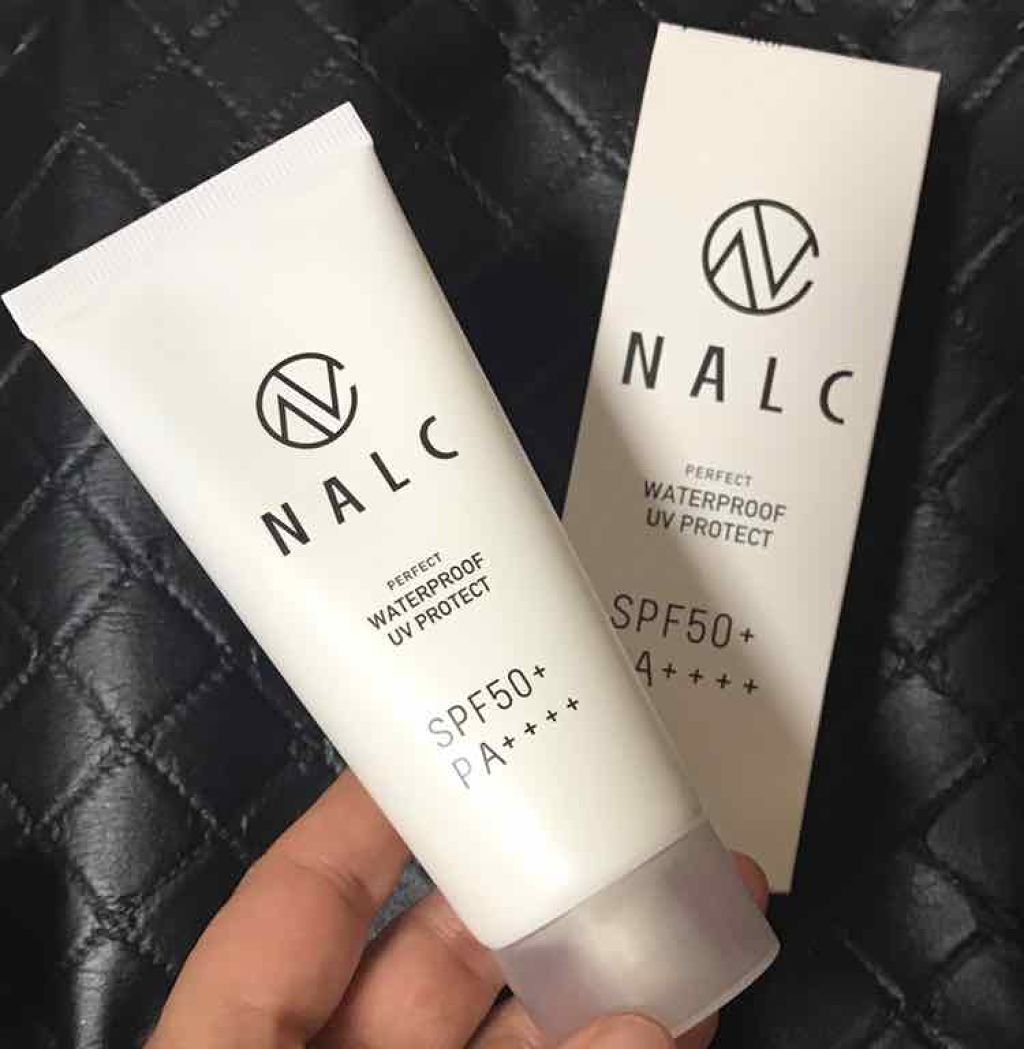 NALC
PERFECT
WATERPROOF
UV PROTECT
SPF50+
PA++++
NALC
PERFECT
WATERPROOF
UV PROTECT
SPF50+
A++++